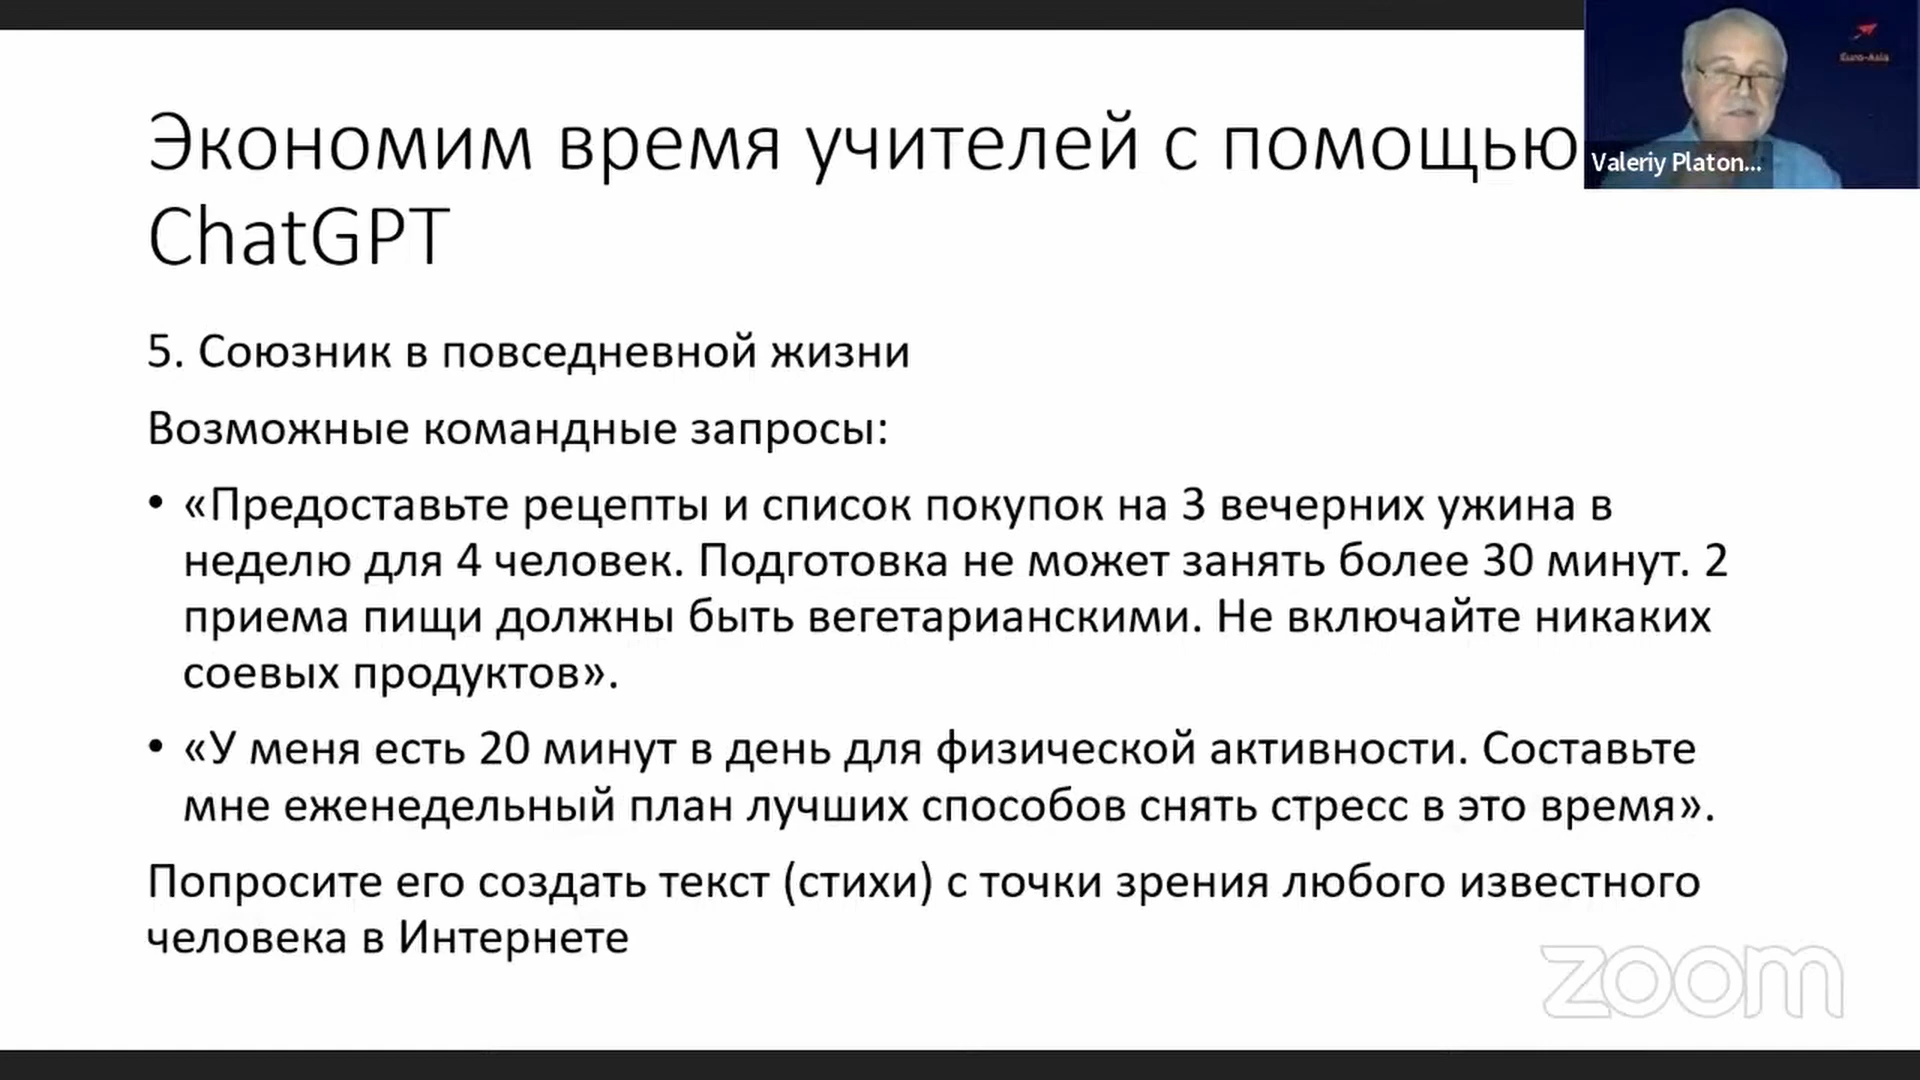 Euro-Asia
Valeriy Platon...
Экономим время учителей с помощью
ChatGPT
5. Союзник в повседневной жизни
Возможные командные запросы:
• «Предоставьте рецепты и список покупок на 3 вечерних ужина в
неделю для 4 человек. Подготовка не может занять более 30 минут. 2
приема пищи должны быть вегетарианскими. Не включайте никаких
соевых продуктов».
• «У меня есть 20 минут в день для физической активности. Составьте
мне еженедельный план лучших способов снять стресс в это время».
Попросите его создать текст (стихи) с точки зрения любого известного
человека в Интернете
zoom